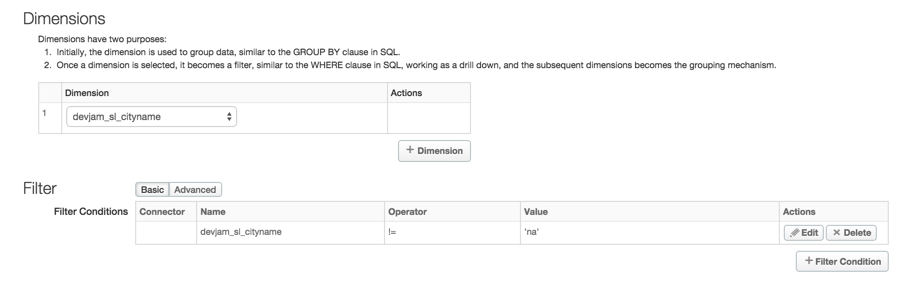 Dimensions
Dimensions have two purposes:
1. Initially, the dimension is used to group data, similar to the GROUP BY clause in SQL.
2. Once a dimension is selected, it becomes a filter, similar to the WHERE clause in SQL, working as a drill down, and the subsequent dimensions becomes the grouping mechanism.
Dimension Actions
1 devjam_sl_cityname
+ Dimension
Filter Basic Advanced
Filter Conditions Connector Name Operator Value Actions
devjam_sl_cityname != 'na' Edit × Delete
+ Filter Condition